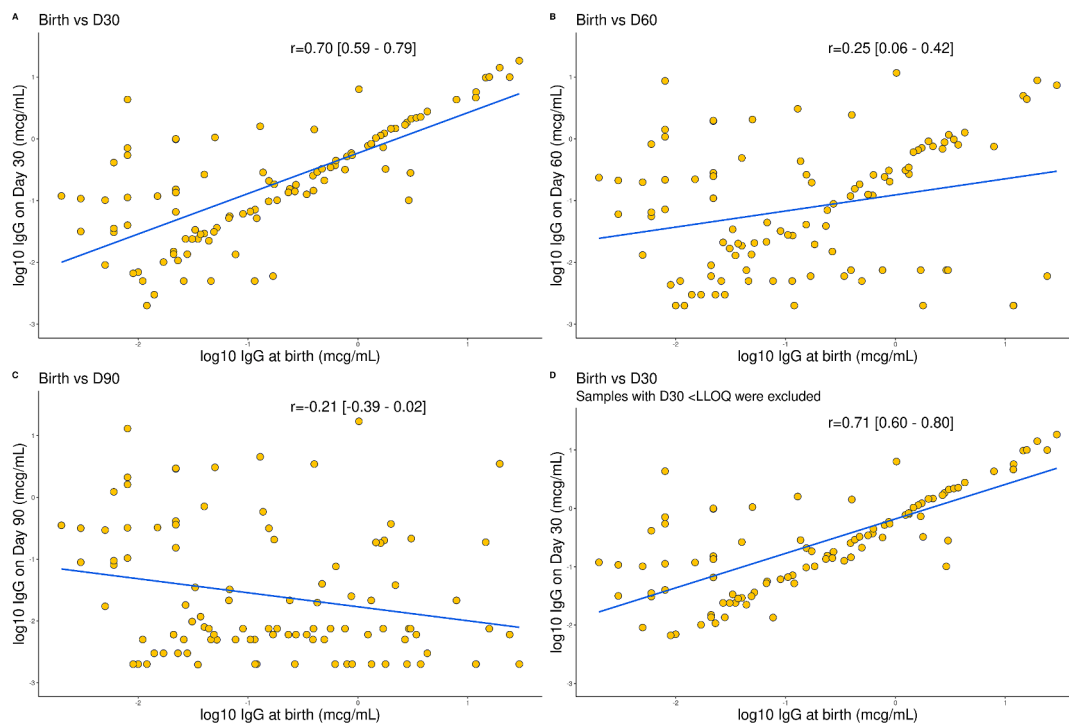 A Birth vs D30
r=0.70 [0.59 - 0.79]
log10 IgG on Day 30 (mcg/mL)
1
0
-1
-2
-3
-2 -1 0 1
log10 IgG at birth (mcg/mL)
B Birth vs D60
r=0.25 [0.06 - 0.42]
log10 IgG on Day 60 (mcg/mL)
1
0
-1
-2
-3
-2 -1 0 1
log10 IgG at birth (mcg/mL)
C Birth vs D90
r=-0.21 [-0.39 - 0.02]
log10 IgG on Day 90 (mcg/mL)
1
0
-1
-2
-3
-2 -1 0 1
log10 IgG at birth (mcg/mL)
D Birth vs D30
Samples with D30 <LLOQ were excluded
r=0.71 [0.60 - 0.80]
log10 IgG on Day 30 (mcg/mL)
1
0
-1
-2
-3
-2 -1 0 1
log10 IgG at birth (mcg/mL)